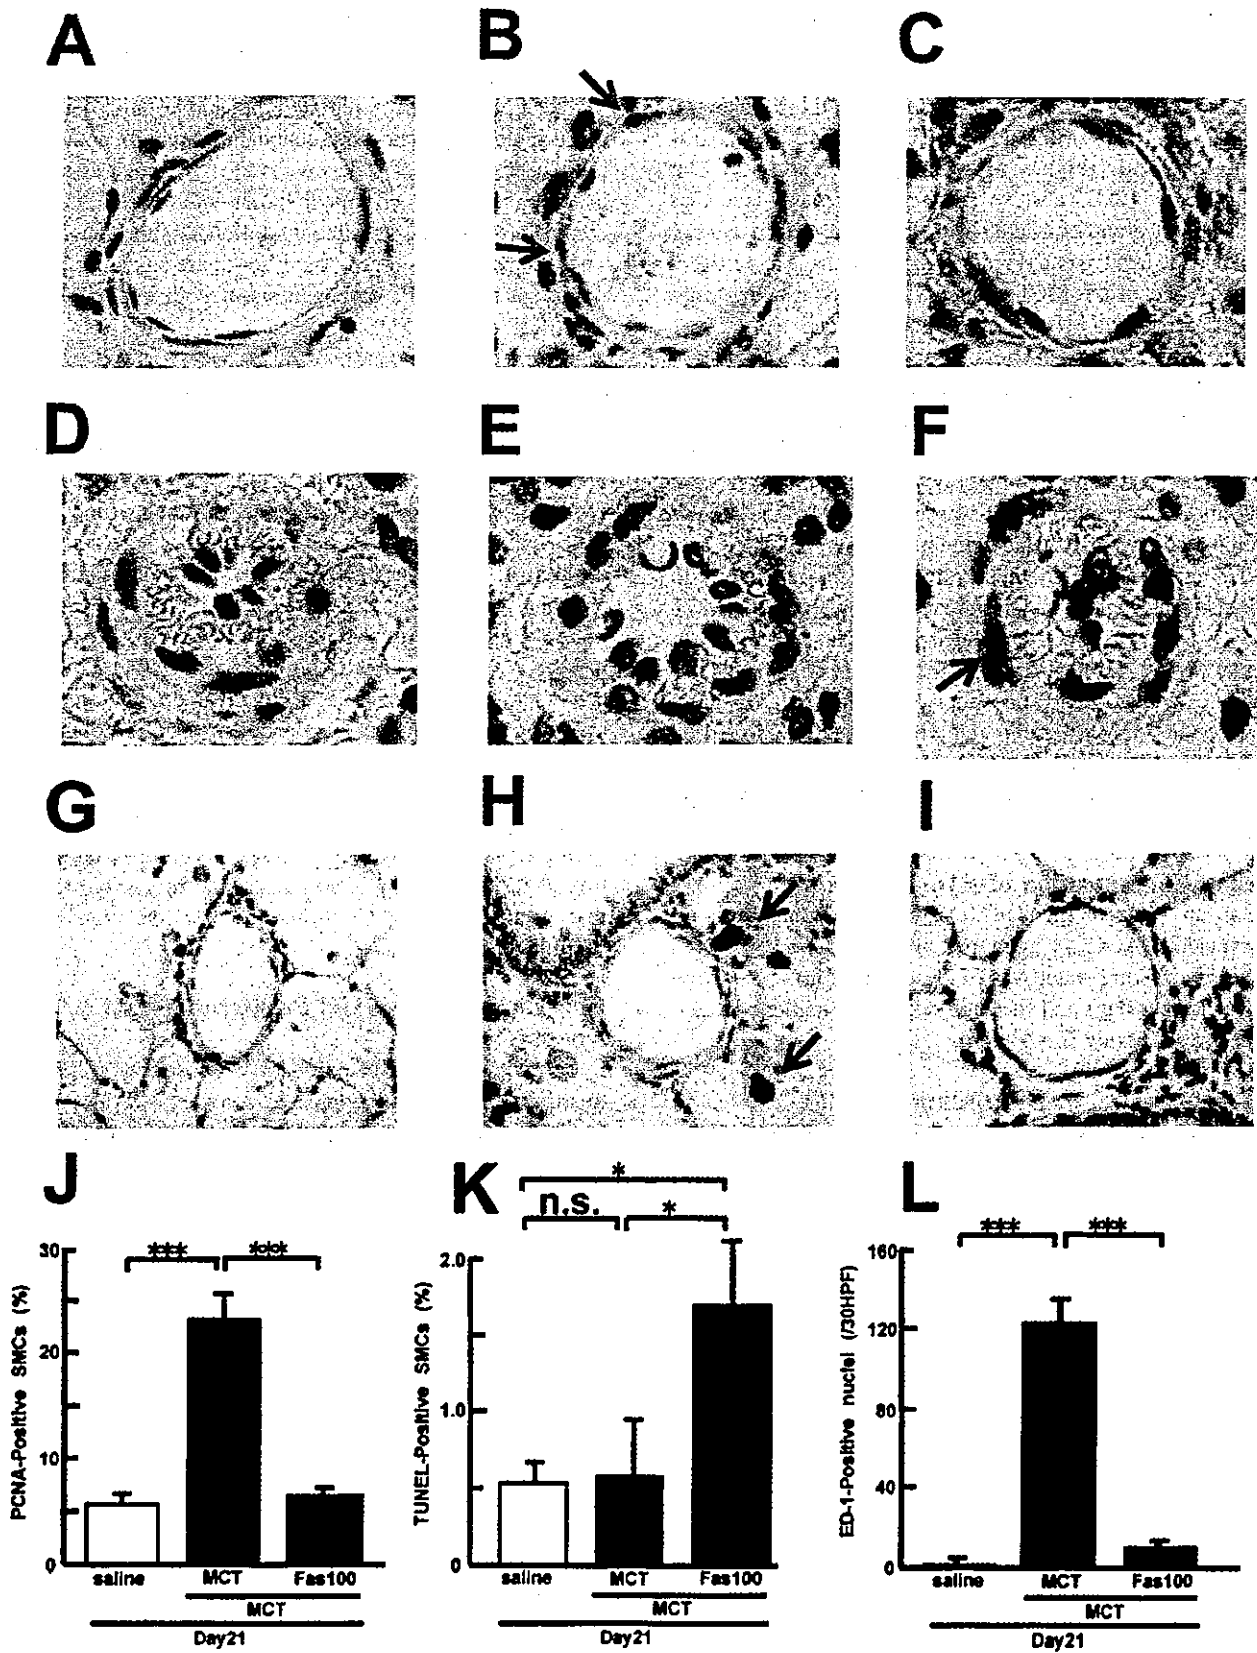 A
B
C
D
E
F
G
H
I
J
K
L
***
***
30
20
10
0
PCNA-Positive SMCs (%)
saline
MCT
Fas100
MCT
Day21
*
n.s.
*
2.0
1.0
0
TUNEL-Positive SMCs (%)
saline
MCT
Fas100
MCT
Day21
***
***
160
120
80
40
0
ED-1-Positive nuclei (/30HPF)
saline
MCT
Fas100
MCT
Day21